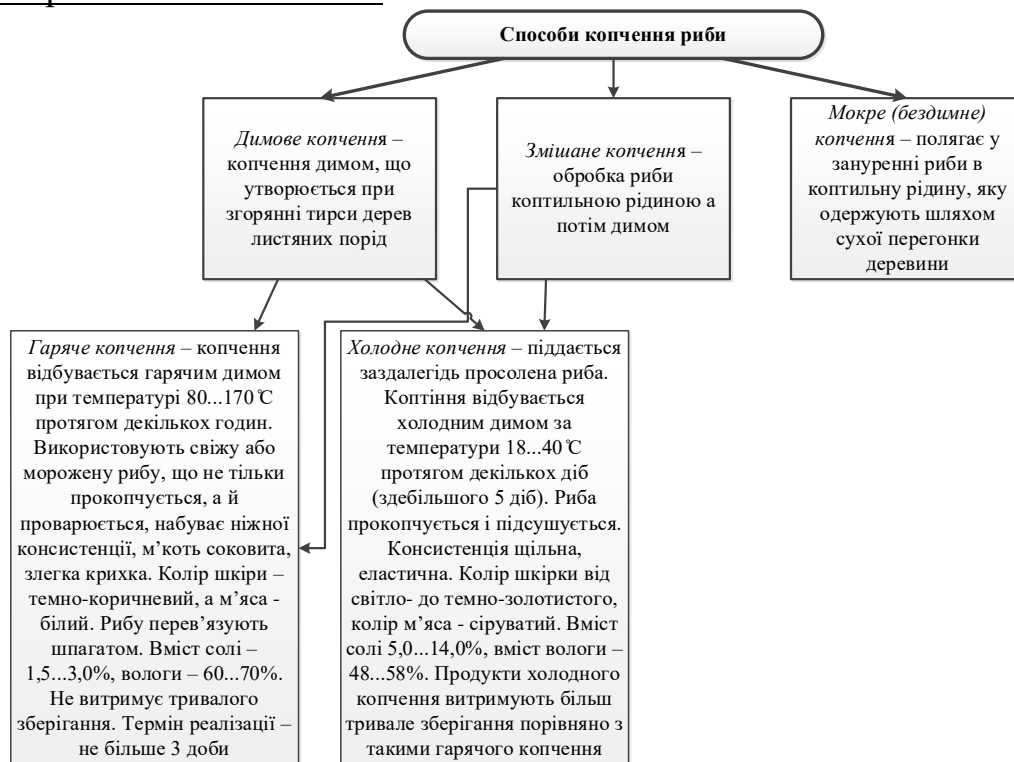 Способи копчення риби
Димове копчення –
копчення димом, що
утворюється при
згорянні тирси дерев
листяних порід
Змішане копчення –
обробка риби
коптильною рідиною а
потім димом
Мокре (бездимне)
копчення – полягає у
зануренні риби в
коптильну рідину, яку
одержують шляхом
сухої перегонки
деревини
Гаряче копчення – копчення
відбувається гарячим димом
при температурі 80...170 ℃
протягом декількох годин.
Використовують свіжу або
морожену рибу, що не тільки
прокопчується, а й
проварюється, набуває ніжної
консистенції, м’якоть соковита,
злегка крихка. Колір шкіри –
темно-коричневий, а м’яса -
білий. Рибу перев’язують
шпагатом. Вміст солі –
1,5...3,0%, вологи – 60...70%.
Не витримує тривалого
зберігання. Термін реалізації –
не більше 3 доби
Холодне копчення – піддається
заздалегідь просолена риба.
Коптіння відбувається
холодним димом за
температури 18...40 ℃
протягом декількох діб
(здебільшого 5 діб). Риба
прокопчується і підсушується.
Консистенція щільна,
еластична. Колір шкірки від
світло- до темно-золотистого,
колір м’яса - сіруватий. Вміст
солі 5,0...14,0%, вміст вологи –
48...58%. Продукти холодного
копчення витримують більш
тривале зберігання порівняно з
такими гарячого копчення